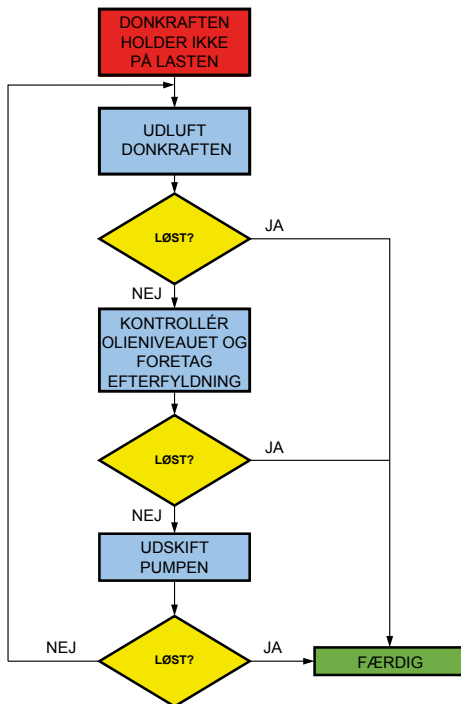 DONKRAFTEN
HOLDER IKKE
PÅ LASTEN
UDLUFT
DONKRAFTEN
LØST?
JA
NEJ
KONTROLLÉR
OLIENIVEAUET OG
FORETAG
EFTERFYLDNING
LØST?
JA
NEJ
UDSKIFT
PUMPEN
NEJ
LØST?
JA
FÆRDIG